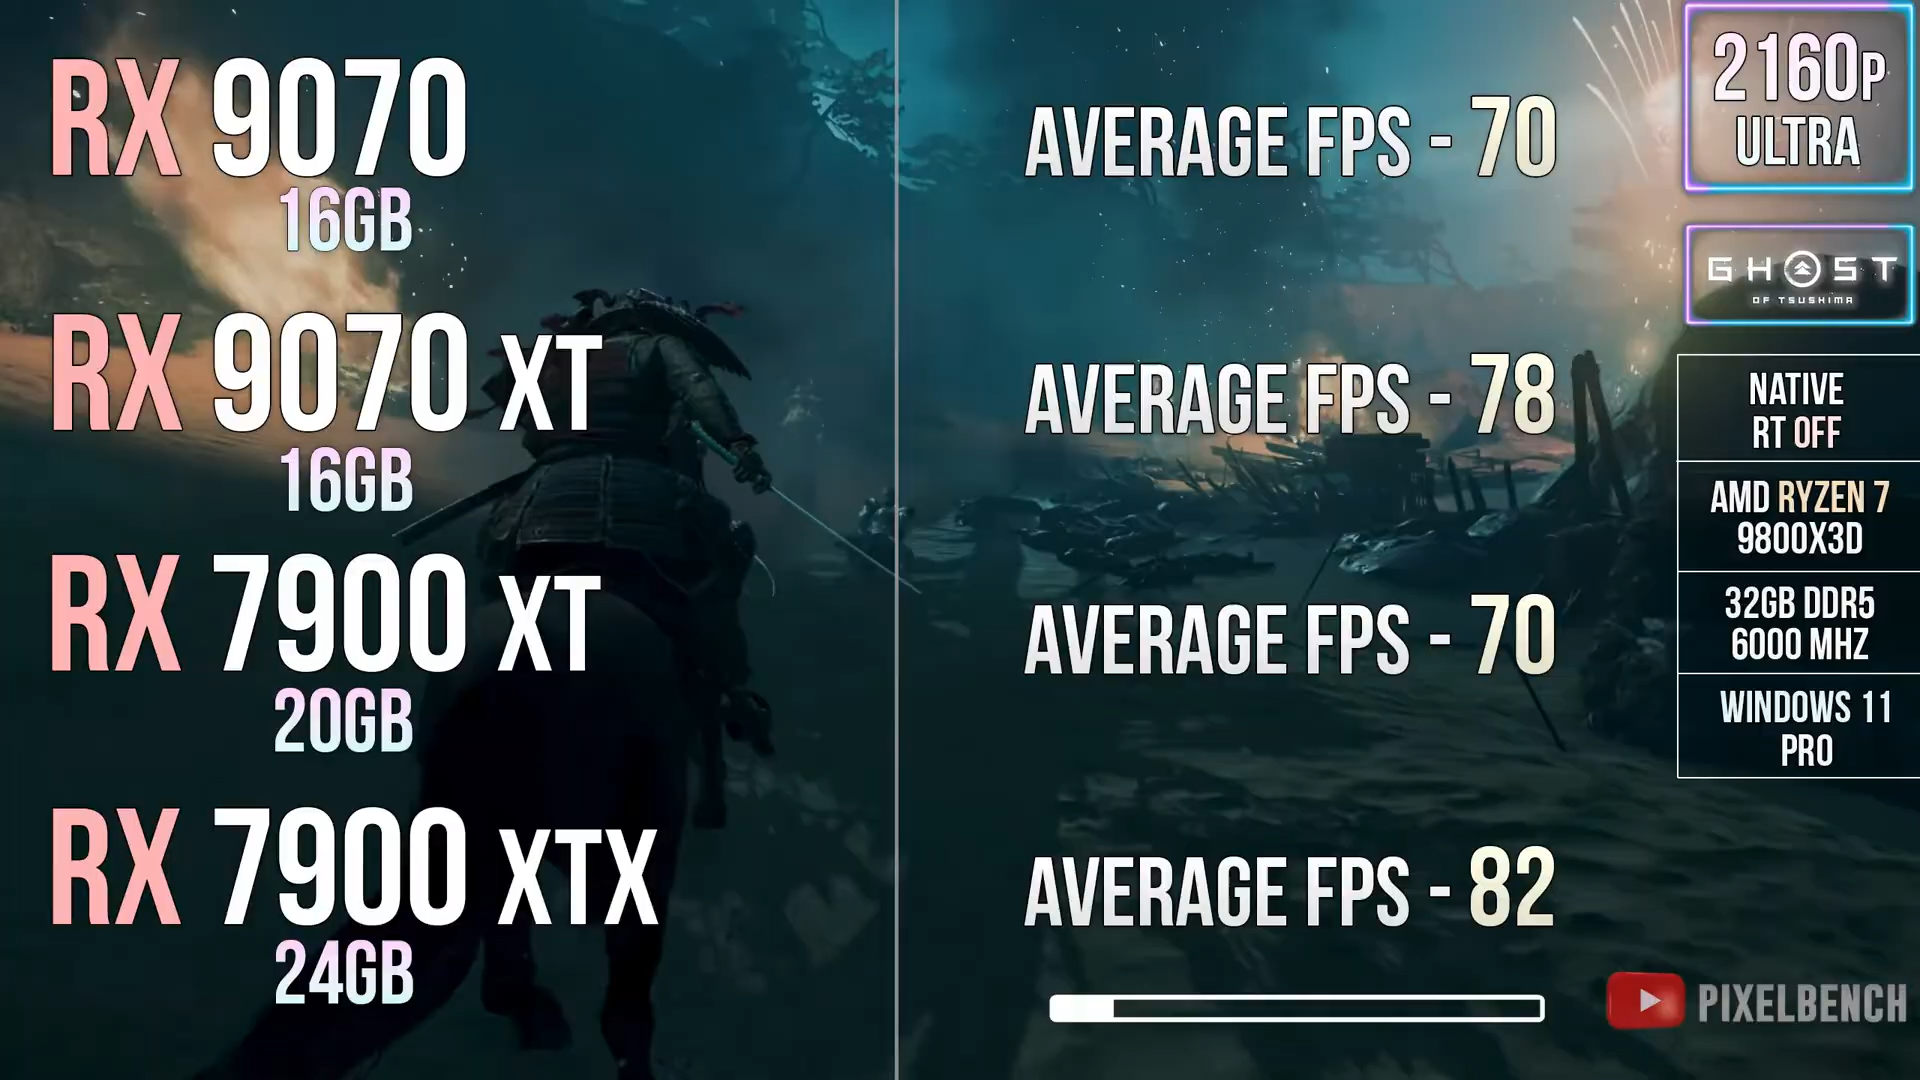 RX 9070
16GB
AVERAGE FPS - 70
RX 9070 XT
16GB
AVERAGE FPS - 78
RX 7900 XT
20GB
AVERAGE FPS - 70
RX 7900 XTX
24GB
AVERAGE FPS - 82
2160P
ULTRA
GHOST
OF TSUSHIMA
NATIVE
RT OFF
AMD RYZEN 7
9800X3D
32GB DDR5
6000 MHZ
WINDOWS 11
PRO
PIXELBENCH